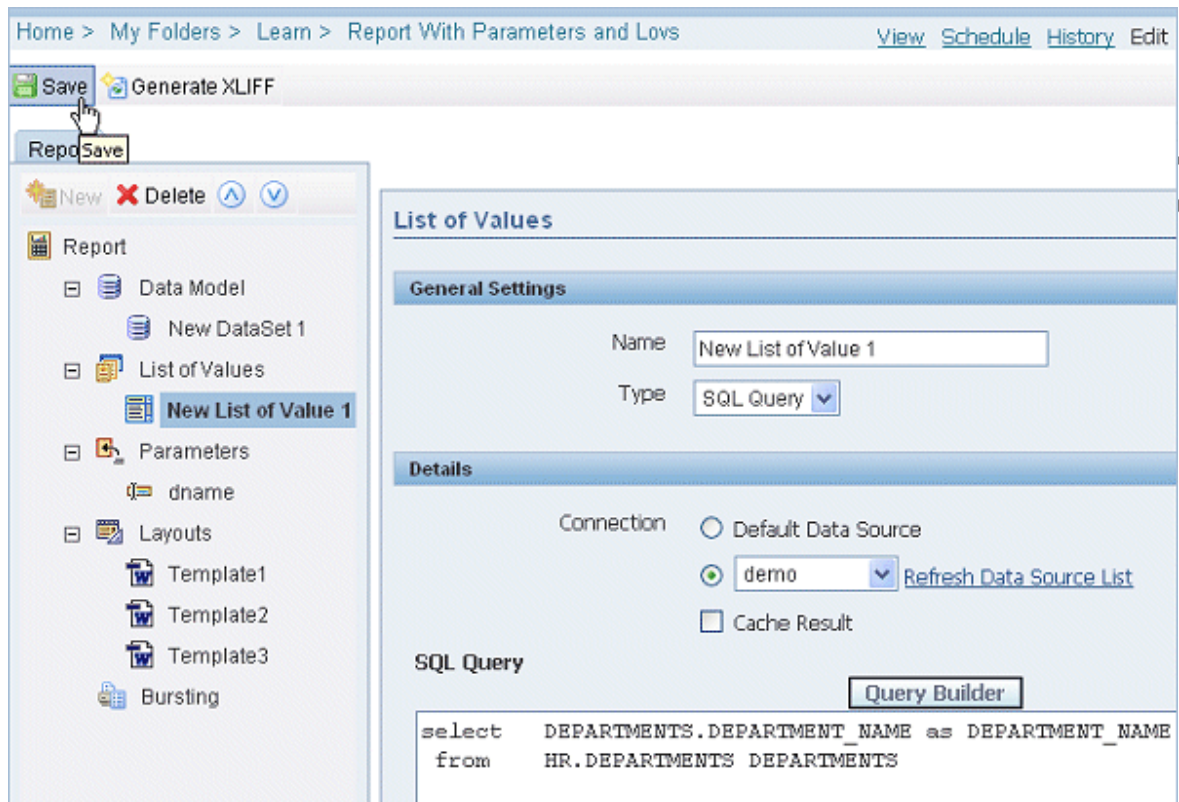 Home > My Folders > Learn > Report With Parameters and Lovs
View Schedule History Edit
Save Generate XLIFF
Save
New Delete
Report
Data Model
New DataSet 1
List of Values
New List of Value 1
Parameters
dname
Layouts
Template1
Template2
Template3
Bursting
List of Values
General Settings
Name New List of Value 1
Type SQL Query
Details
Connection Default Data Source
demo Refresh Data Source List
Cache Result
SQL Query
Query Builder
select DEPARTMENTS.DEPARTMENT_NAME as DEPARTMENT_NAME
from HR.DEPARTMENTS DEPARTMENTS